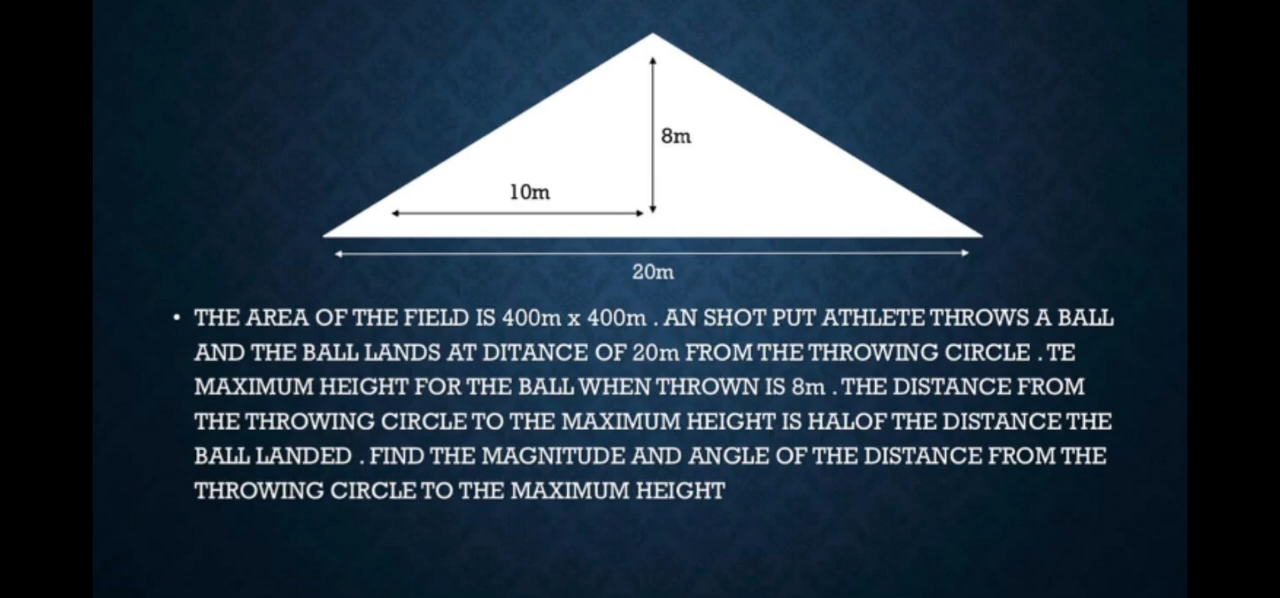 8m
10m
20m
• THE AREA OF THE FIELD IS 400m x 400m . AN SHOT PUT ATHLETE THROWS A BALL
AND THE BALL LANDS AT DITANCE OF 20m FROM THE THROWING CIRCLE . TE
MAXIMUM HEIGHT FOR THE BALL WHEN THROWN IS 8m . THE DISTANCE FROM
THE THROWING CIRCLE TO THE MAXIMUM HEIGHT IS HALOF THE DISTANCE THE
BALL LANDED . FIND THE MAGNITUDE AND ANGLE OF THE DISTANCE FROM THE
THROWING CIRCLE TO THE MAXIMUM HEIGHT